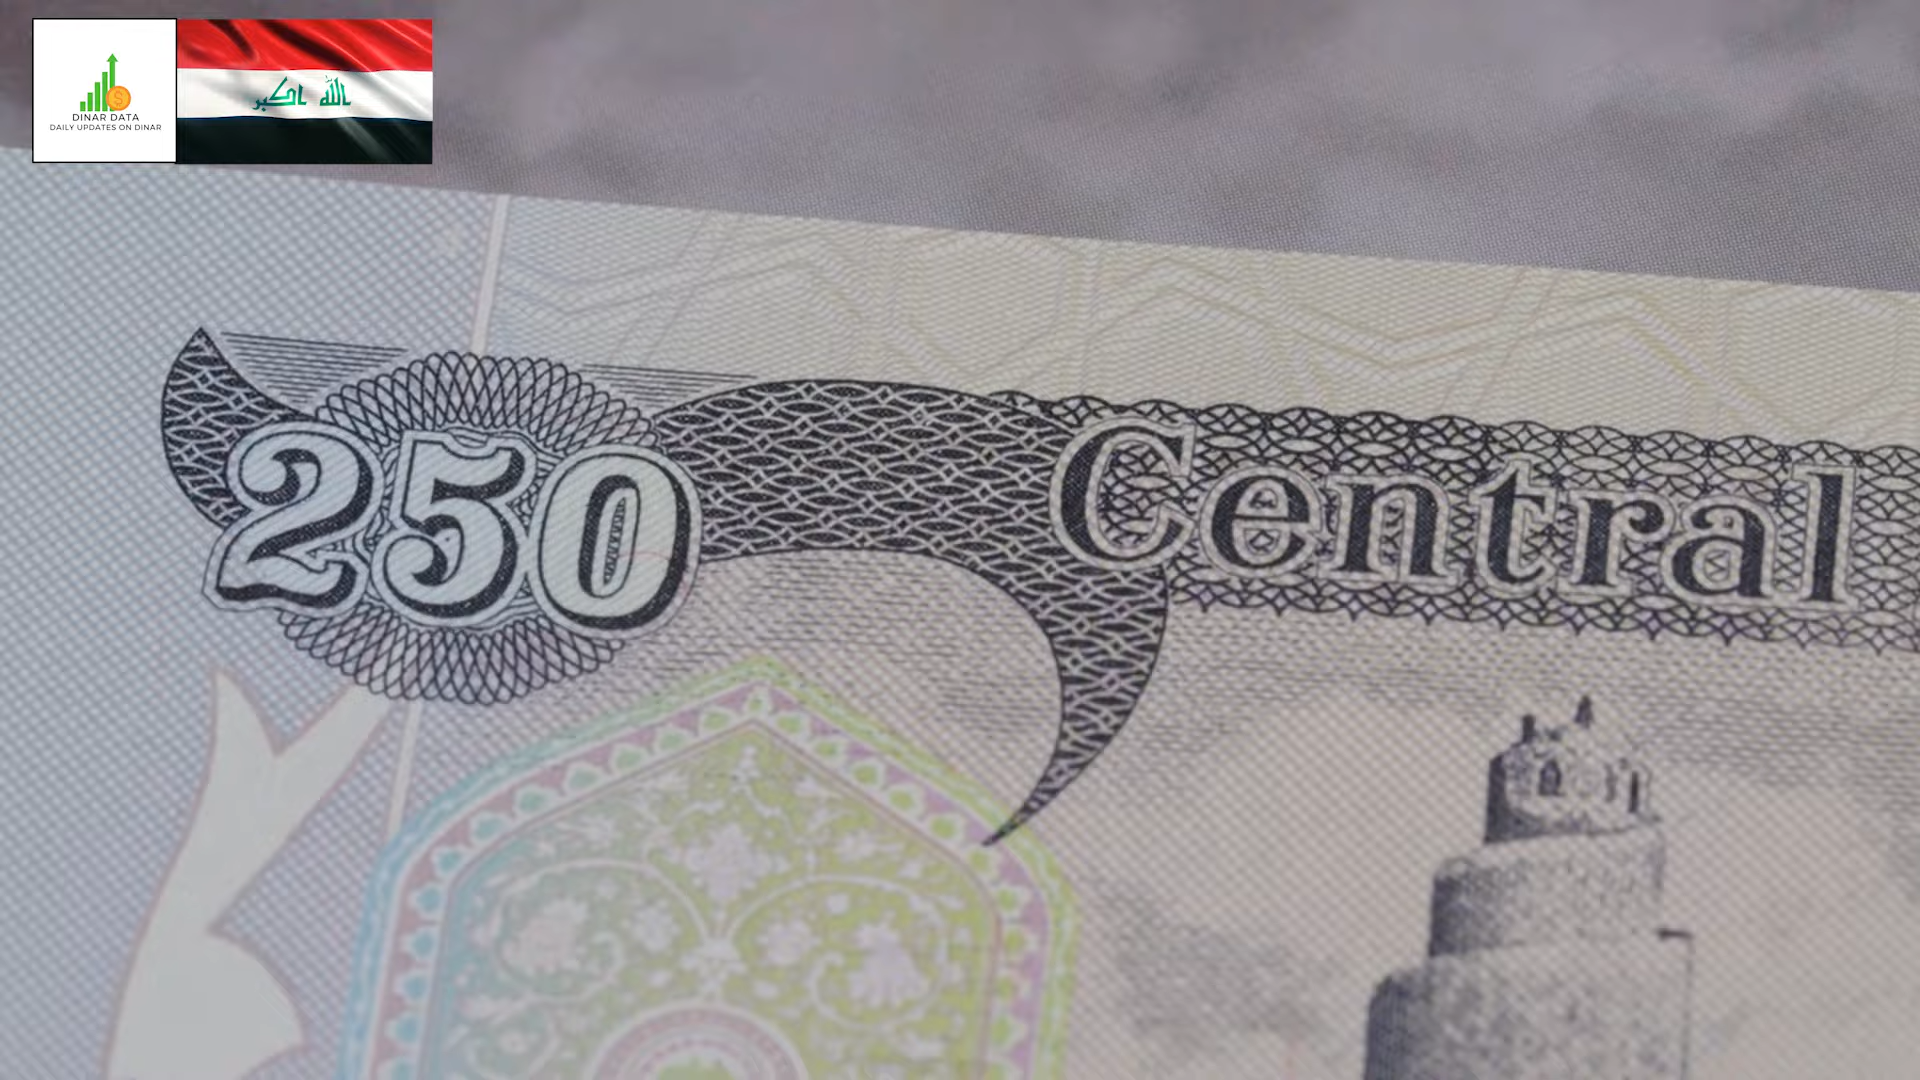 DINAR DATA
DAILY UPDATES ON DINAR
الله اكبر
250
Central